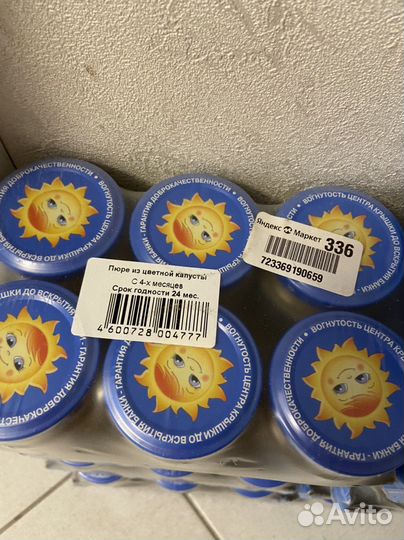 ВОГНУТОСТЬ ЦЕНТРА КРЫШКИ ДО ВСКРЫТИЯ БАНКИ - ГАРАНТИЯ ДОБРОКАЧЕСТВЕННОСТИ •
Яндекс Маркет
336
723369190659
Пюре из цветной капусты
С 4-х месяцев
Срок годности 24 мес.
4 600728 004777
Avito